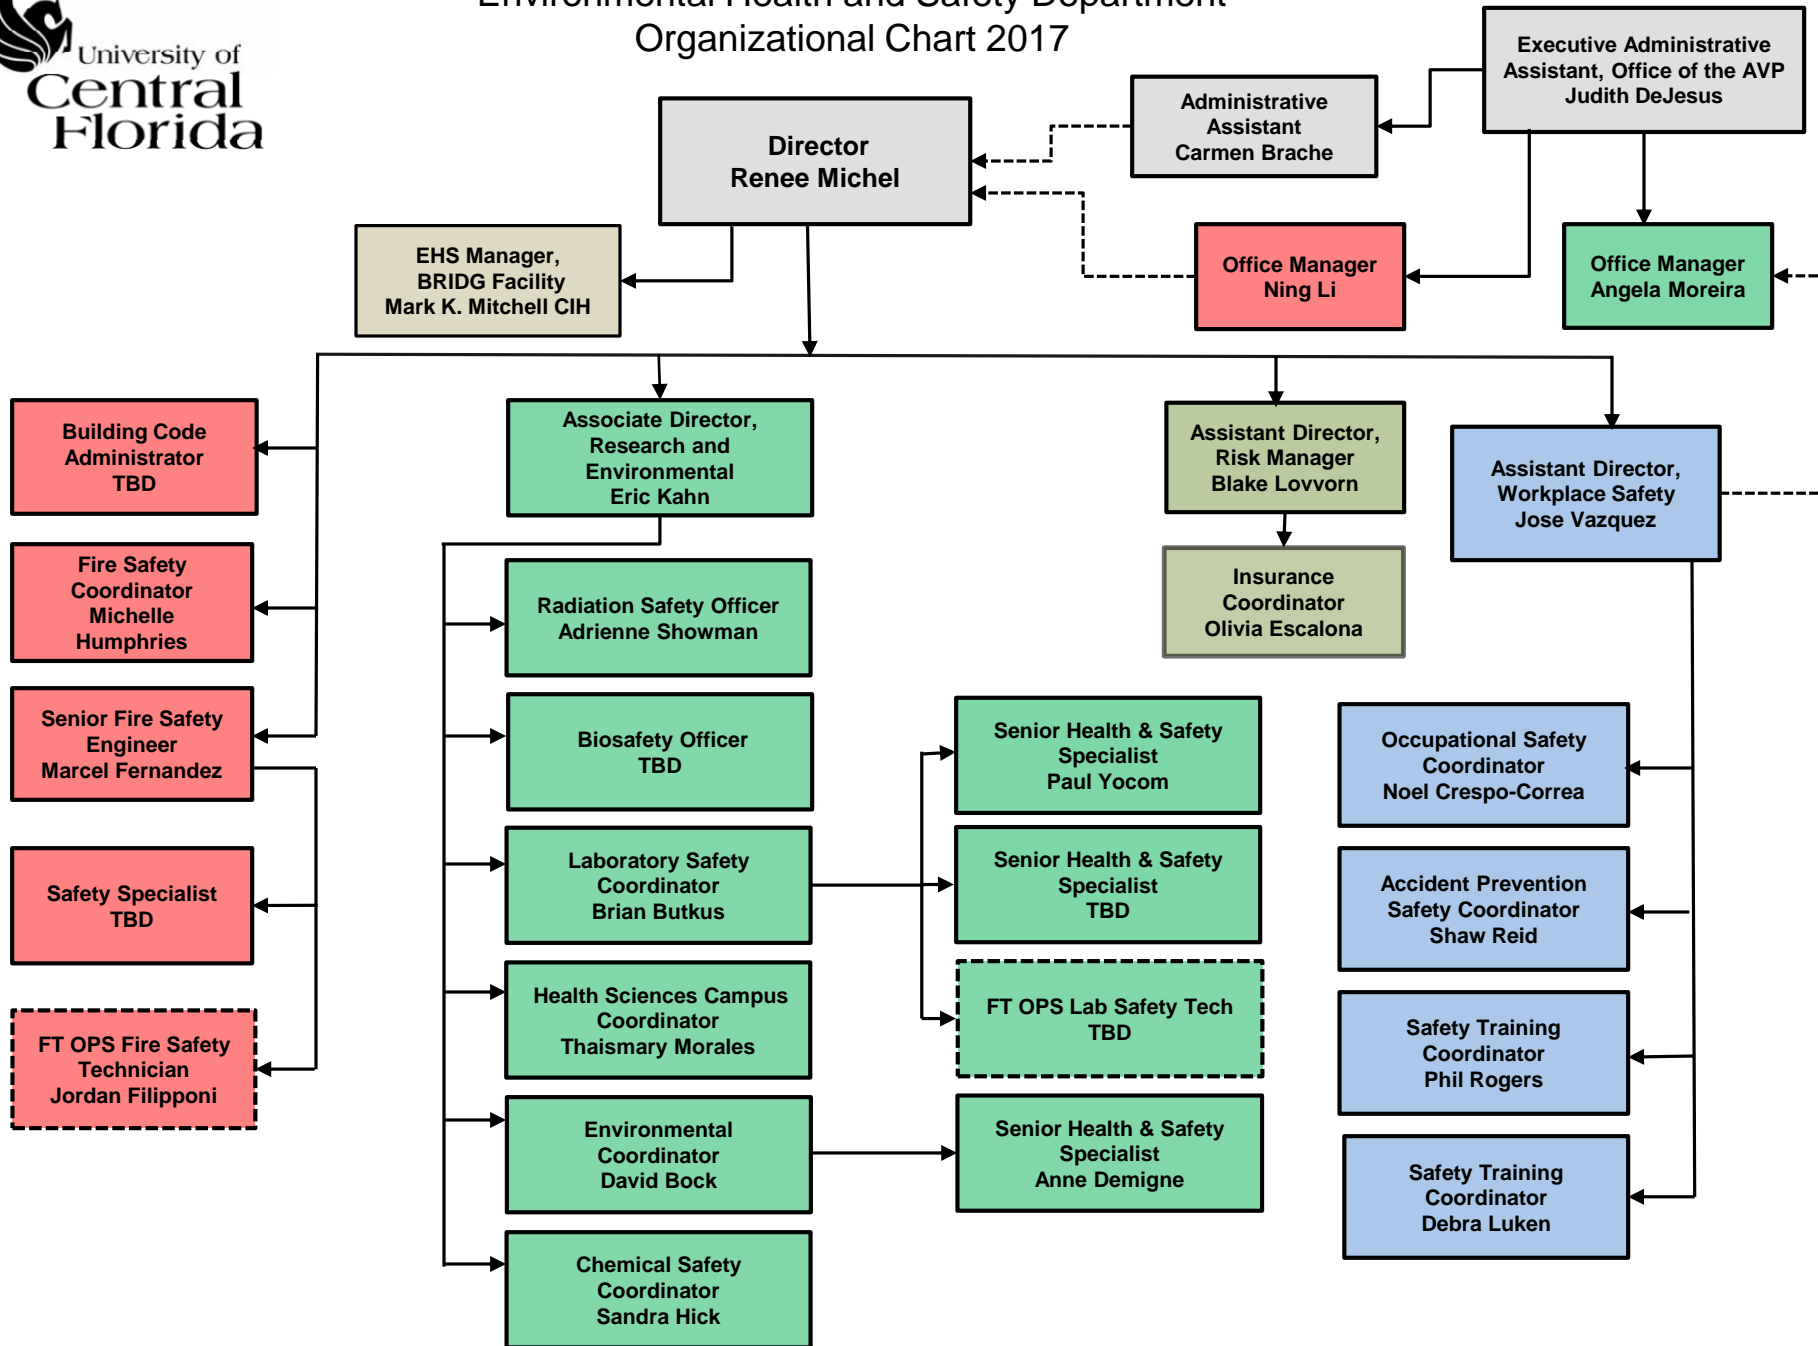 Environmental Health and Safety Department
Organizational Chart 2017
University of
Central
Florida
Executive Administrative
Assistant, Office of the AVP
Judith DeJesus
Administrative
Assistant
Carmen Brache
Director
Renee Michel
EHS Manager,
BRIDG Facility
Mark K. Mitchell CIH
Office Manager
Ning Li
Office Manager
Angela Moreira
Building Code
Administrator
TBD
Associate Director,
Research and
Environmental
Eric Kahn
Assistant Director,
Risk Manager
Blake Lovvorn
Assistant Director,
Workplace Safety
Jose Vazquez
Fire Safety
Coordinator
Michelle
Humphries
Insurance
Coordinator
Olivia Escalona
Radiation Safety Officer
Adrienne Showman
Senior Fire Safety
Engineer
Marcel Fernandez
Biosafety Officer
TBD
Senior Health & Safety
Specialist
Paul Yocom
Occupational Safety
Coordinator
Noel Crespo-Correa
Safety Specialist
TBD
Laboratory Safety
Coordinator
Brian Butkus
Senior Health & Safety
Specialist
TBD
Accident Prevention
Safety Coordinator
Shaw Reid
FT OPS Fire Safety
Technician
Jordan Filipponi
Health Sciences Campus
Coordinator
Thaismary Morales
FT OPS Lab Safety Tech
TBD
Safety Training
Coordinator
Phil Rogers
Environmental
Coordinator
David Bock
Senior Health & Safety
Specialist
Anne Demigne
Safety Training
Coordinator
Debra Luken
Chemical Safety
Coordinator
Sandra Hick